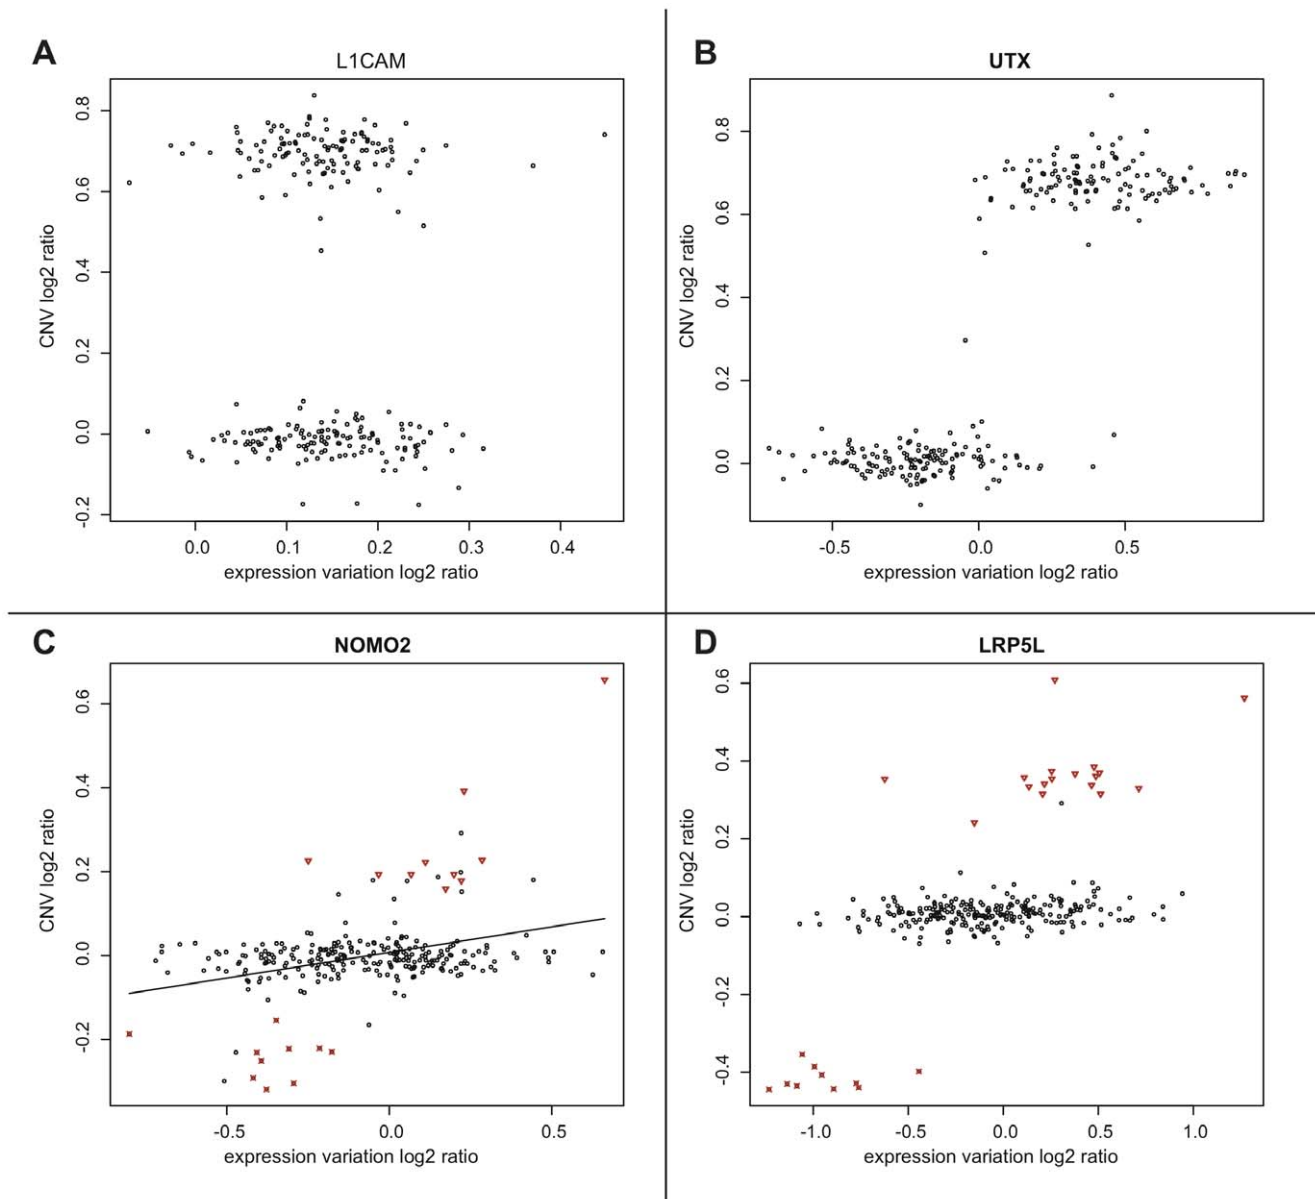 A
L1CAM
0.8
0.6
0.4
0.2
0.0
-0.2
CNV log2 ratio
0.0 0.1 0.2 0.3 0.4
expression variation log2 ratio
B
UTX
0.8
0.6
0.4
0.2
0.0
CNV log2 ratio
-0.5 0.0 0.5
expression variation log2 ratio
C
NOMO2
0.6
0.4
0.2
0.0
-0.2
CNV log2 ratio
-0.5 0.0 0.5
expression variation log2 ratio
D
LRP5L
0.6
0.4
0.2
0.0
-0.2
-0.4
CNV log2 ratio
-1.0 -0.5 0.0 0.5 1.0
expression variation log2 ratio